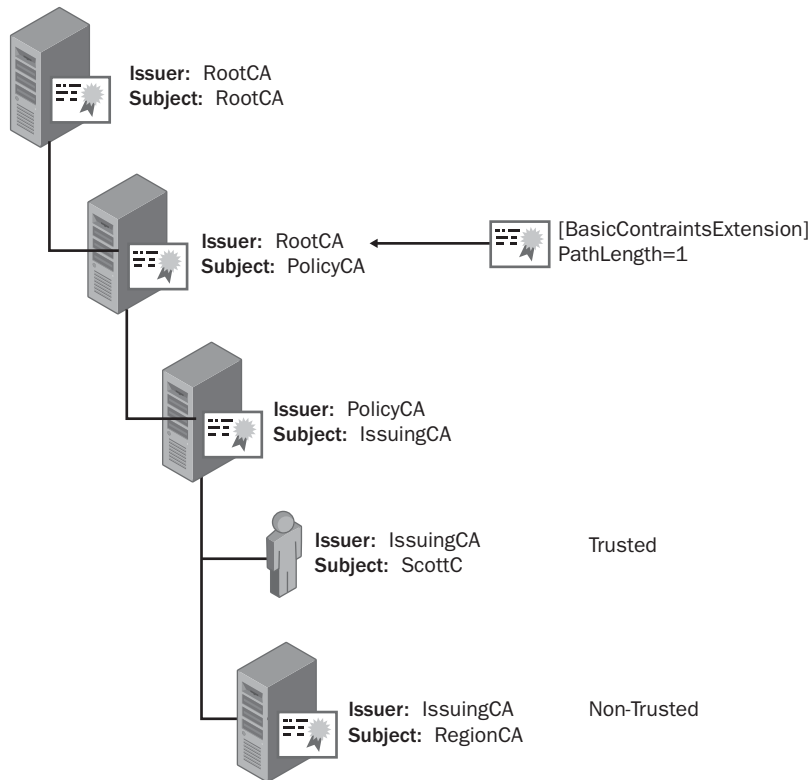 Issuer: RootCA
Subject: RootCA
Issuer: RootCA
Subject: PolicyCA
[BasicContraintsExtension]
PathLength=1
Issuer: PolicyCA
Subject: IssuingCA
Issuer: IssuingCA
Subject: ScottC
Trusted
Issuer: IssuingCA
Subject: RegionCA
Non-Trusted